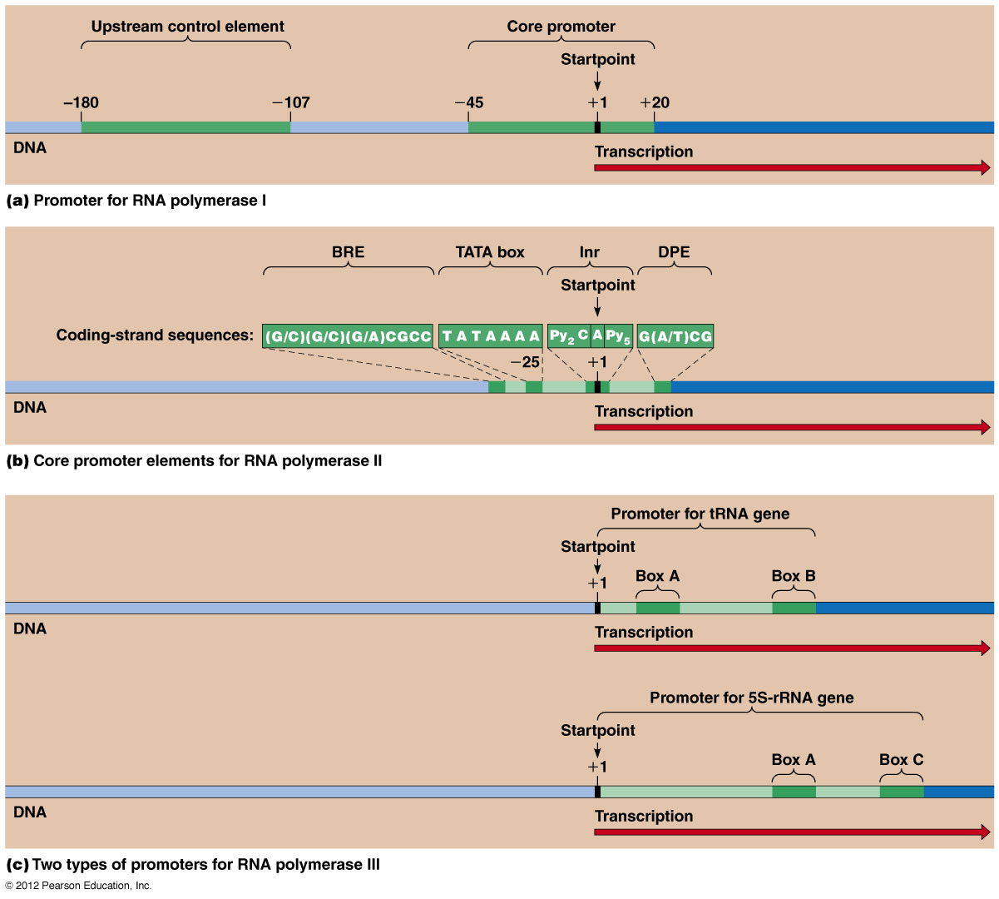 Upstream control element Core promoter
Startpoint
–180 −107 −45 +1 +20
DNA
Transcription
(a) Promoter for RNA polymerase I
BRE TATA box Inr DPE
Startpoint
Coding-strand sequences: (G/C)(G/C)(G/A)CGCC TATAAAA Py2 C A Py5 G(A/T)CG
−25 +1
DNA
Transcription
(b) Core promoter elements for RNA polymerase II
Promoter for tRNA gene
Startpoint
+1 Box A Box B
DNA
Transcription
Promoter for 5S-rRNA gene
Startpoint
+1 Box A Box C
DNA
Transcription
(c) Two types of promoters for RNA polymerase III
© 2012 Pearson Education, Inc.